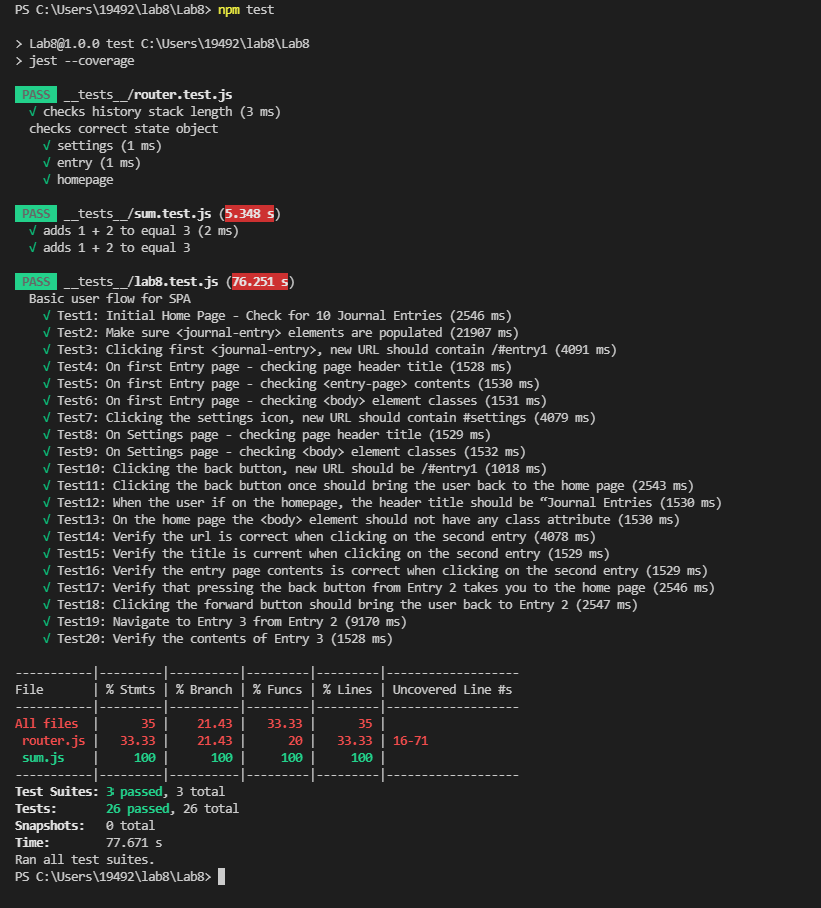 PS C:\Users\19492\lab8\Lab8> npm test
> Lab8@1.0.0 test C:\Users\19492\lab8\Lab8
> jest --coverage
PASS __tests__/router.test.js
√ checks history stack length (3 ms)
checks correct state object
√ settings (1 ms)
√ entry (1 ms)
√ homepage
PASS __tests__/sum.test.js (5.348 s)
√ adds 1 + 2 to equal 3 (2 ms)
√ adds 1 + 2 to equal 3
PASS __tests__/lab8.test.js (76.251 s)
Basic user flow for SPA
√ Test1: Initial Home Page - Check for 10 Journal Entries (2546 ms)
√ Test2: Make sure <journal-entry> elements are populated (21907 ms)
√ Test3: Clicking first <journal-entry>, new URL should contain /#entry1 (4091 ms)
√ Test4: On first Entry page - checking page header title (1528 ms)
√ Test5: On first Entry page - checking <entry-page> contents (1530 ms)
√ Test6: On first Entry page - checking <body> element classes (1531 ms)
√ Test7: Clicking the settings icon, new URL should contain #settings (4079 ms)
√ Test8: On Settings page - checking page header title (1529 ms)
√ Test9: On Settings page - checking <body> element classes (1532 ms)
√ Test10: Clicking the back button, new URL should be /#entry1 (1018 ms)
√ Test11: Clicking the back button once should bring the user back to the home page (2543 ms)
√ Test12: When the user if on the homepage, the header title should be “Journal Entries (1530 ms)
√ Test13: On the home page the <body> element should not have any class attribute (1530 ms)
√ Test14: Verify the url is correct when clicking on the second entry (4078 ms)
√ Test15: Verify the title is current when clicking on the second entry (1529 ms)
√ Test16: Verify the entry page contents is correct when clicking on the second entry (1529 ms)
√ Test17: Verify that pressing the back button from Entry 2 takes you to the home page (2546 ms)
√ Test18: Clicking the forward button should bring the user back to Entry 2 (2547 ms)
√ Test19: Navigate to Entry 3 from Entry 2 (9170 ms)
√ Test20: Verify the contents of Entry 3 (1528 ms)
-----------|---------|----------|---------|---------|-------------------
File | % Stmts | % Branch | % Funcs | % Lines | Uncovered Line #s
-----------|---------|----------|---------|---------|-------------------
All files | 35 | 21.43 | 33.33 | 35 |
router.js | 33.33 | 21.43 | 20 | 33.33 | 16-71
sum.js | 100 | 100 | 100 | 100 |
-----------|---------|----------|---------|---------|-------------------
Test Suites: 3 passed, 3 total
Tests: 26 passed, 26 total
Snapshots: 0 total
Time: 77.671 s
Ran all test suites.
PS C:\Users\19492\lab8\Lab8>